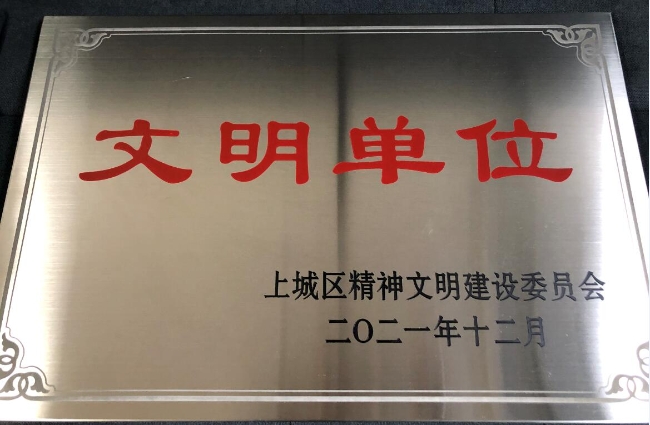 文明单位
上城区精神文明建设委员会
二〇二一年十二月